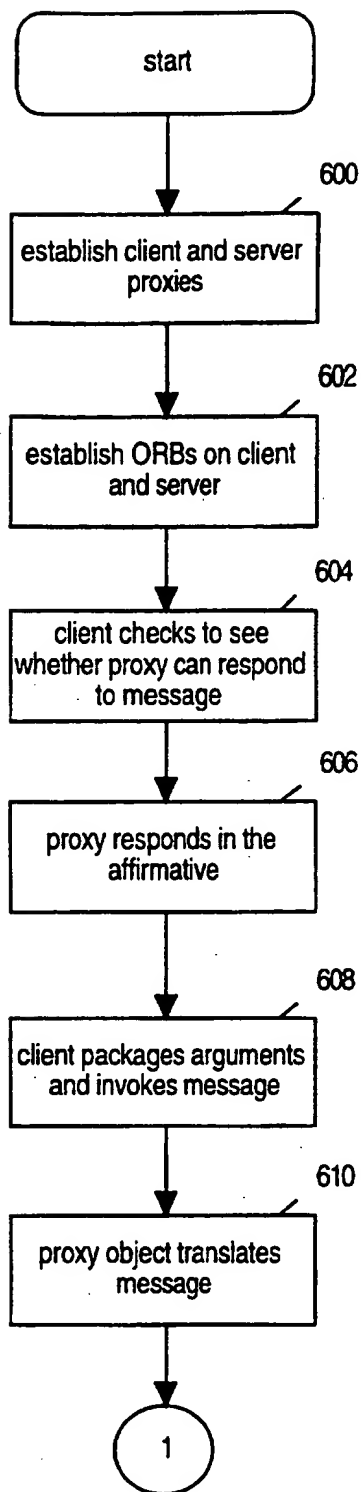 start
600
establish client and server
proxies
602
establish ORBs on client
and server
604
client checks to see
whether proxy can respond
to message
606
proxy responds in the
affirmative
608
client packages arguments
and invokes message
610
proxy object translates
message
1